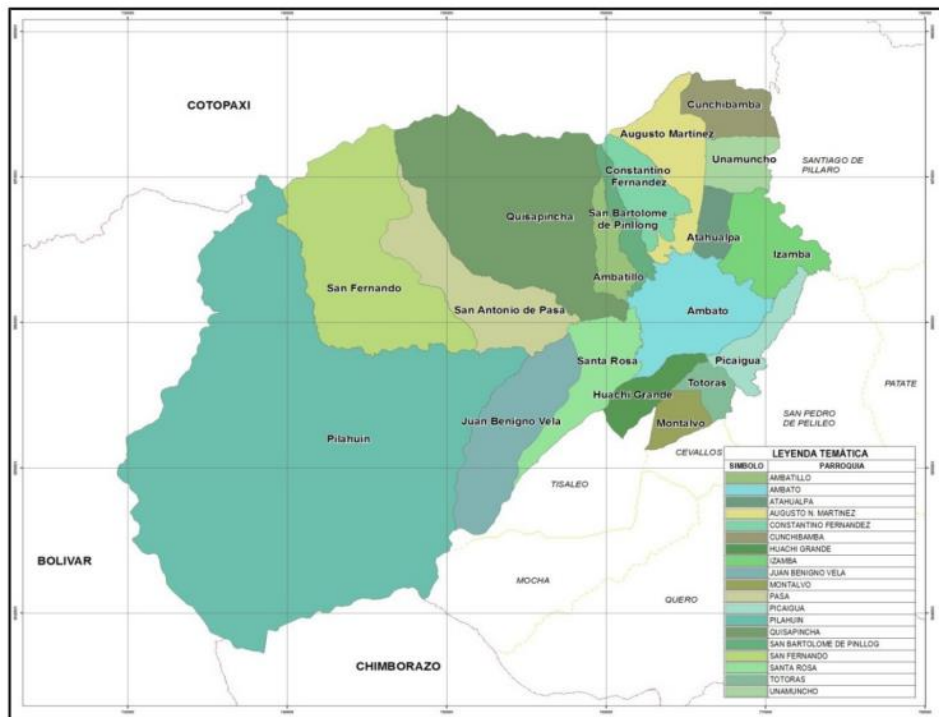 COTOPAXI
Cunchibamba
Augusto Martínez
Unamuncho
SANTIAGO DE
PILLARO
Constantino
Fernandez
Quisapincha
San Bartolome
de Pinllong
Atahualpa
Izamba
Ambatillo
San Fernando
San Antonio de Pasa
Ambato
Santa Rosa
Picaigua
Totoras
PATATE
Huachi Grande
SAN PEDRO
DE PELILEO
Juan Benigno Vela
Montalvo
Pilahuin
CEVALLOS
TISALEO
BOLIVAR
MOCHA
QUERO
CHIMBORAZO
LEYENDA TEMÁTICA
SIMBOLO PARROQUIA
AMBATILLO
AMBATO
ATAHUALPA
AUGUSTO N. MARTINEZ
CONSTANTINO FERNANDEZ
CUNCHIBAMBA
HUACHI GRANDE
IZAMBA
JUAN BENIGNO VELA
MONTALVO
PASA
PICAIGUA
PILAHUIN
QUISAPINCHA
SAN BARTOLOME DE PINLLOG
SAN FERNANDO
SANTA ROSA
TOTORAS
UNAMUNCHO